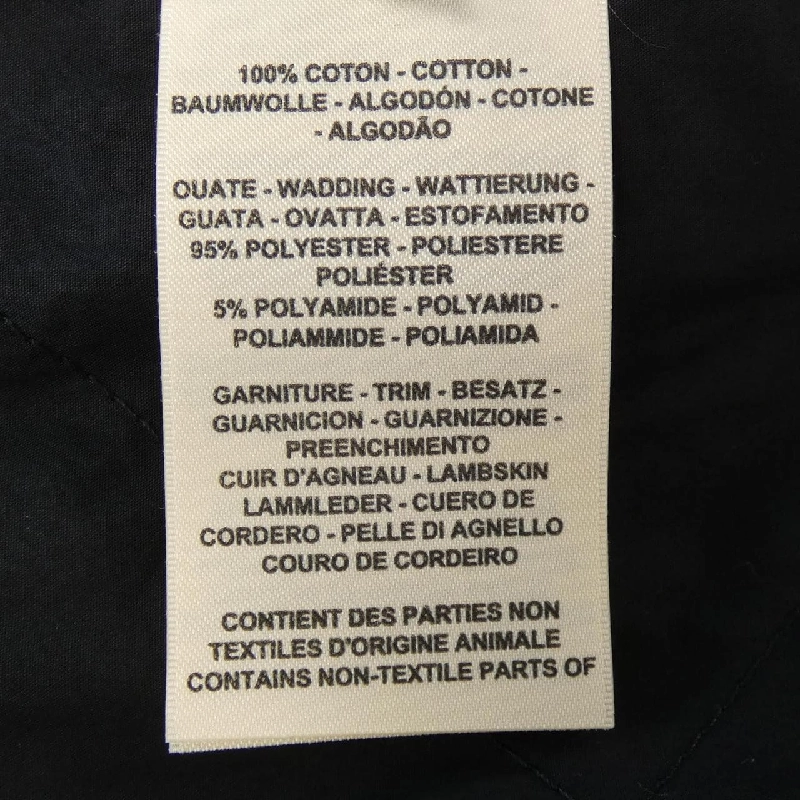 100% COTON - COTTON -
BAUMWOLLE - ALGODÓN - COTONE
- ALGODÃO
OUATE - WADDING - WATTIERUNG -
GUATA - OVATTA - ESTOFAMENTO
95% POLYESTER - POLIESTERE
POLIÉSTER
5% POLYAMIDE - POLYAMID -
POLIAMMIDE - POLIAMIDA
GARNITURE - TRIM - BESATZ -
GUARNICION - GUARNIZIONE -
PREENCHIMENTO
CUIR D'AGNEAU - LAMBSKIN
LAMMLEDER - CUERO DE
CORDERO - PELLE DI AGNELLO
COURO DE CORDEIRO
CONTIENT DES PARTIES NON
TEXTILES D'ORIGINE ANIMALE
CONTAINS NON-TEXTILE PARTS OF